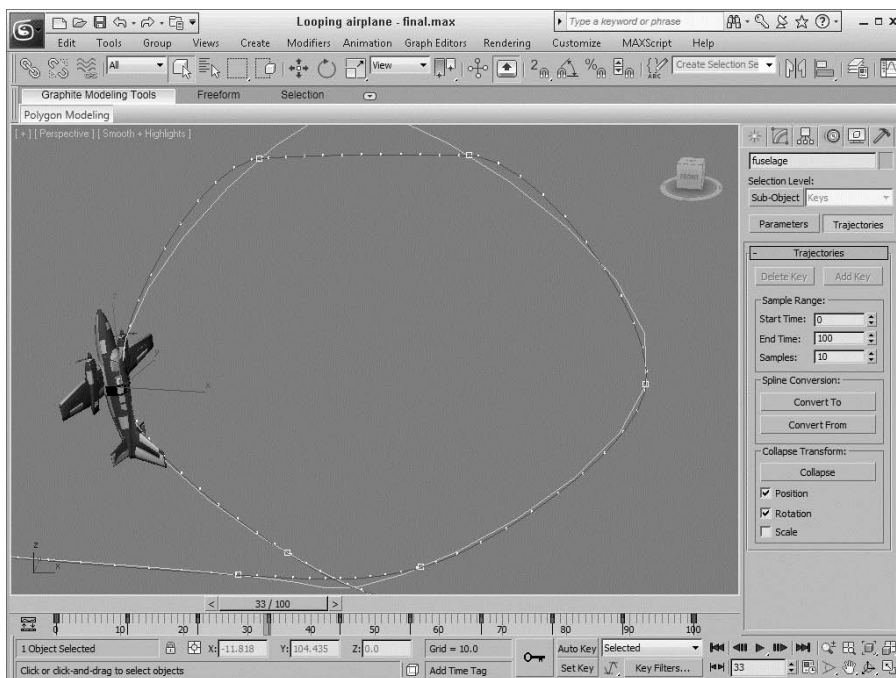 Looping airplane - final.max
Type a keyword or phrase
Edit Tools Group Views Create Modifiers Animation Graph Editors Rendering Customize MAXScript Help
All View Create Selection Se
Graphite Modeling Tools Freeform Selection
Polygon Modeling
[ + ] [ Perspective ] [ Smooth + Highlights ]
FRONT
fuselage
Selection Level:
Sub-Object Keys
Parameters Trajectories
- Trajectories
Delete Key Add Key
Sample Range:
Start Time: 0
End Time: 100
Samples: 10
Spline Conversion:
Convert To
Convert From
Collapse Transform:
Collapse
Position
Rotation
Scale
z
x
x
< 33 / 100 >
0 10 20 30 40 50 60 70 80 90 100
1 Object Selected X: -11.818 Y: 104.435 Z: 0.0 Grid = 10.0 Auto Key Selected
Click or click-and-drag to select objects Add Time Tag Set Key Key Filters... 33